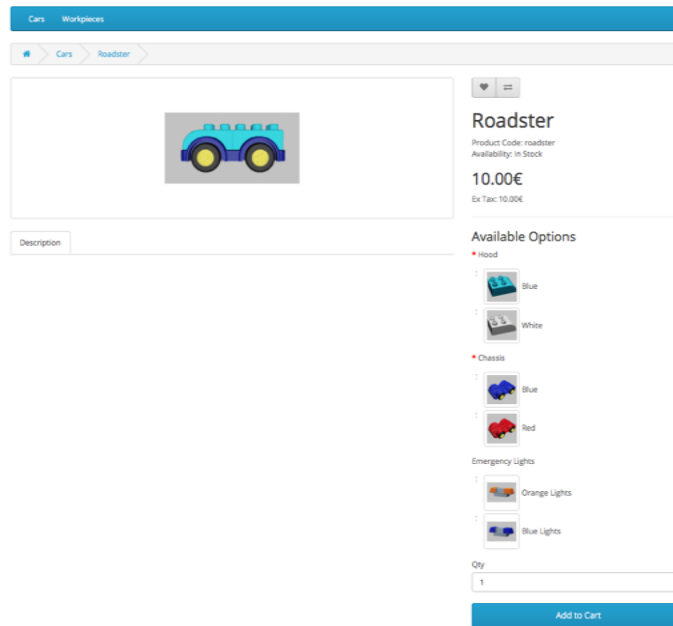 Cars Workpieces
Cars Roadster
Roadster
Product Code: roadster
Availability: In Stock
10.00€
Ex Tax: 10.00€
Description
Available Options
* Hood
Blue
White
* Chassis
Blue
Red
Emergency Lights
Orange Lights
Blue Lights
Qty
1
Add to Cart